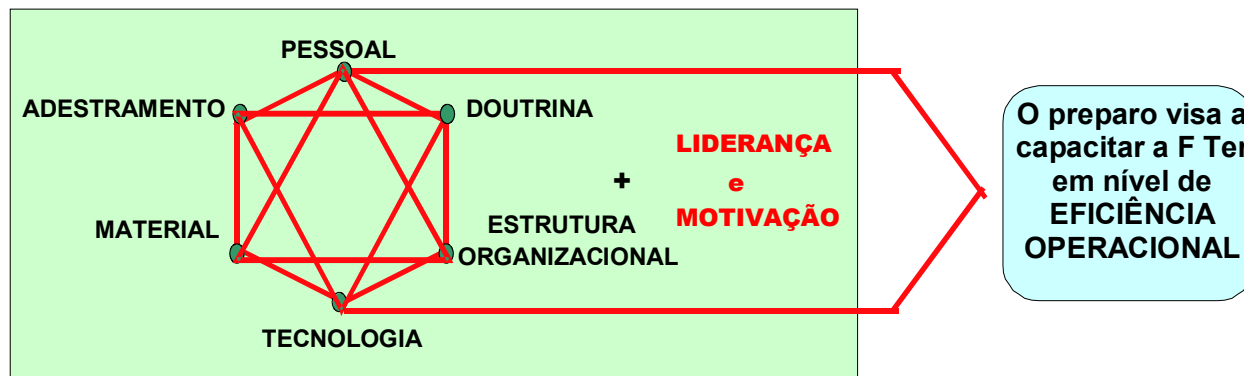 PESSOAL
ADESTRAMENTO
DOUTRINA
LIDERANÇA
+
e
MOTIVAÇÃO
MATERIAL
ESTRUTURA
ORGANIZACIONAL
TECNOLOGIA
O preparo visa a
capacitar a F Ter
em nível de
EFICIÊNCIA
OPERACIONAL